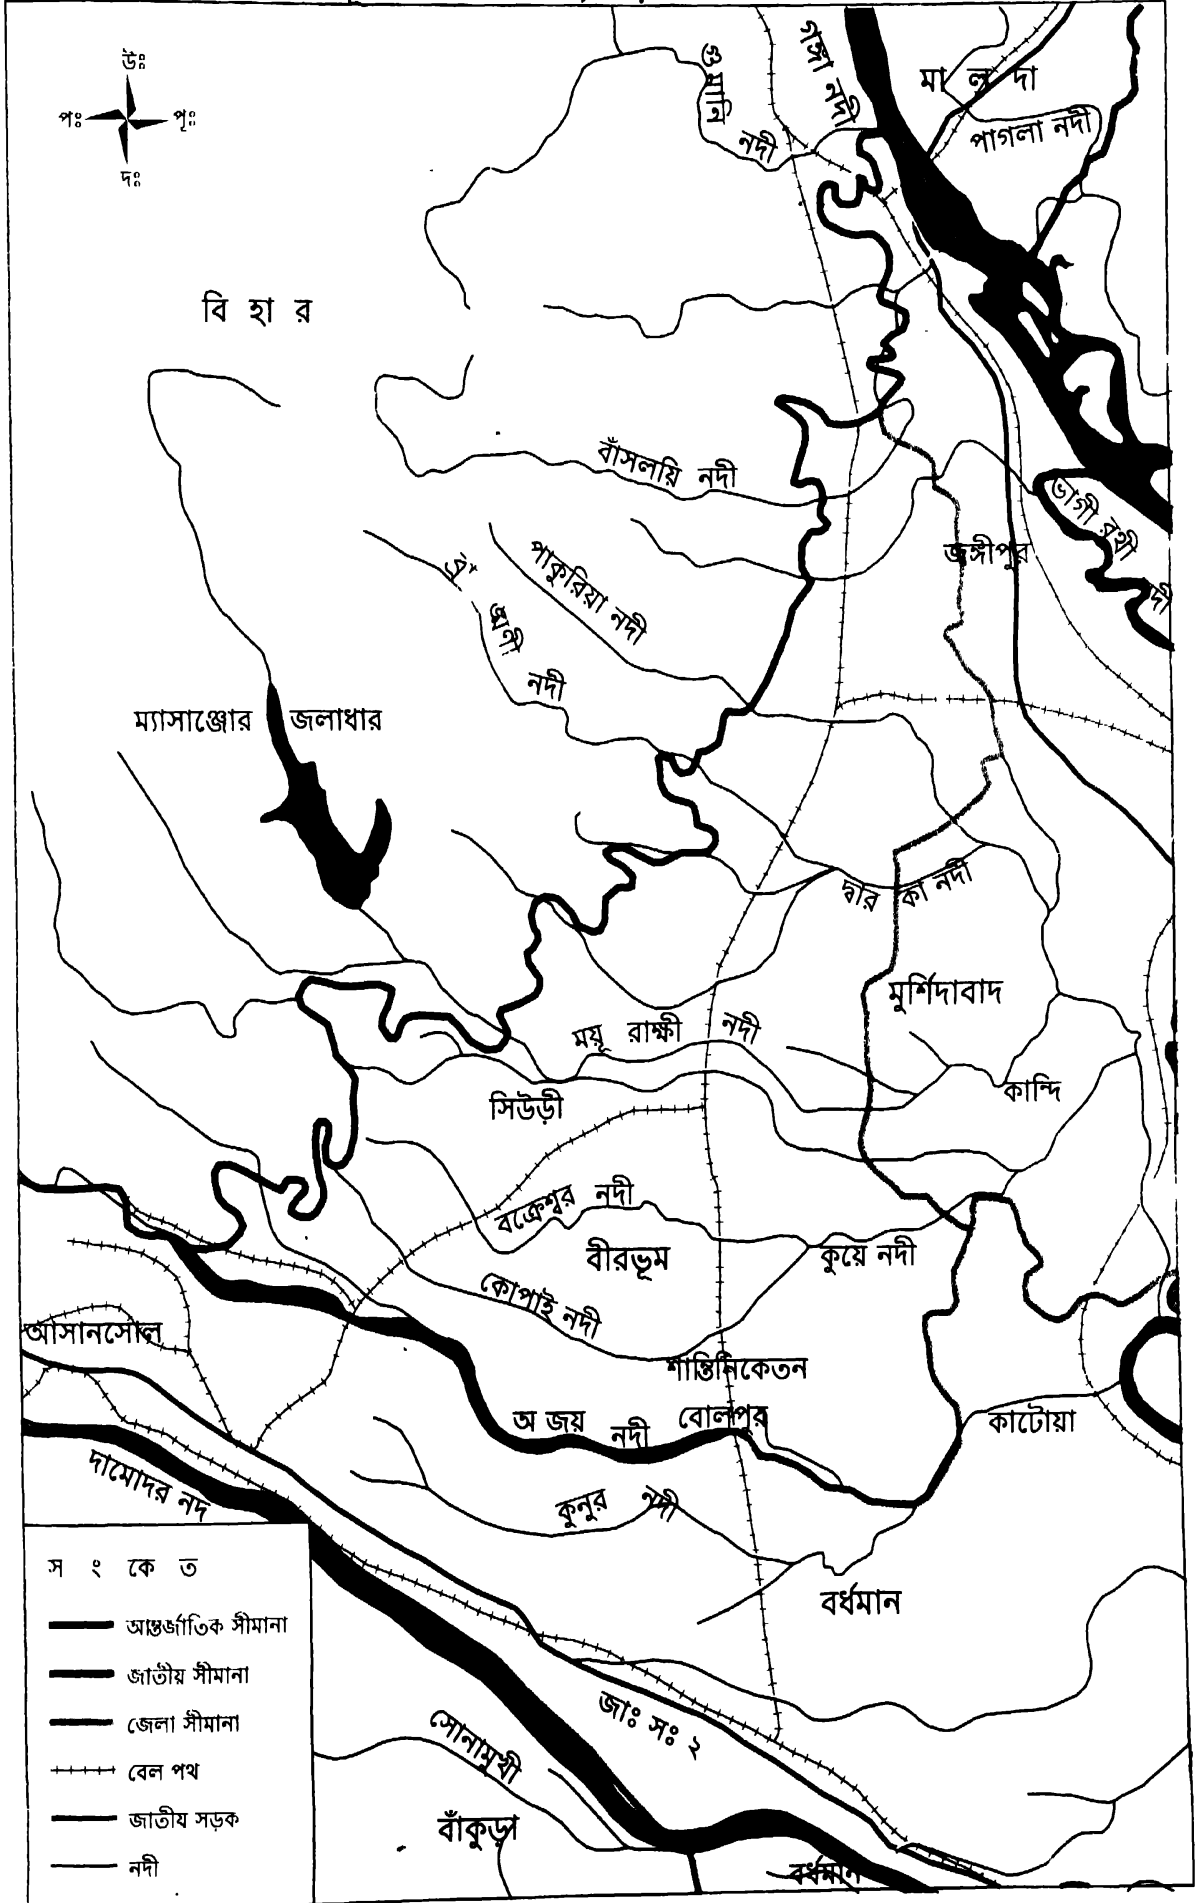 উঃ
পঃ
পূঃ
দঃ
গুমানি নদী
গঙ্গা নদী
মালদা
পাগলা নদী
বিহার
বাঁসলয়ি নদী
ভাগীরথী নদী
জঙ্গীপুর
পাকুরিয়া নদী
ব্রাহ্মণী নদী
ম্যাসাঞ্জোর জলাধার
দ্বারকা নদী
মুর্শিদাবাদ
ময়ূরাক্ষী নদী
কান্দি
সিউড়ী
বক্রেশ্বর নদী
বীরভূম
কুয়ে নদী
কোপাই নদী
আসানসোল
শান্তিনিকেতন
অজয় নদী
বোলপুর
কাটোয়া
দামোদর নদ
কুনুর নদী
বর্ধমান
সংকেত
আন্তর্জাতিক সীমানা
জাতীয় সীমানা
জেলা সীমানা
রেল পথ
জাতীয় সড়ক
নদী
জাঃ সঃ ২
সোনামুখী
বাঁকুড়া
বর্ধমান